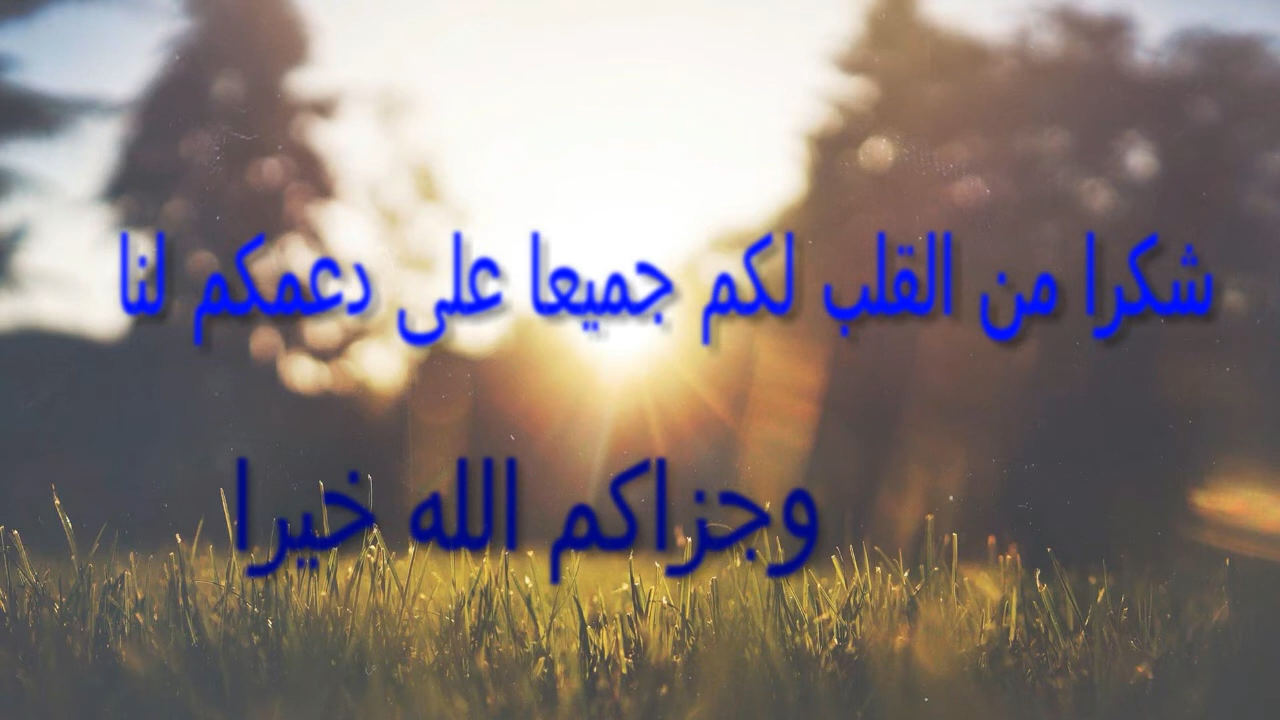 شكرا من القلب لكم جميعا على دعمكم لنا
وجزاكم الله خيرا